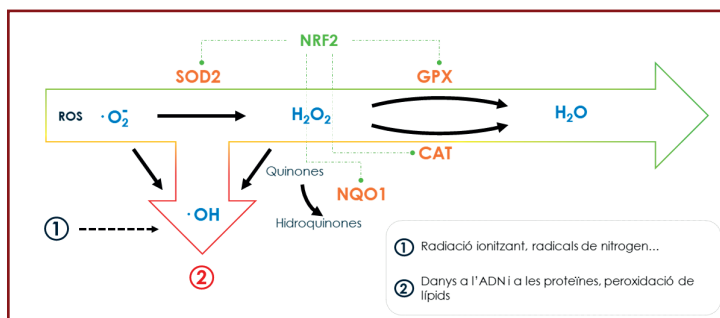 NRF2
SOD2
GPX
ROS
·O₂⁻
H₂O₂
H₂O
CAT
Quinones
NQO1
·OH
Hidroquinones
1
2
1 Radiació ionitzant, radicals de nitrogen...
2 Danys a l'ADN i a les proteïnes, peroxidació de
lípids